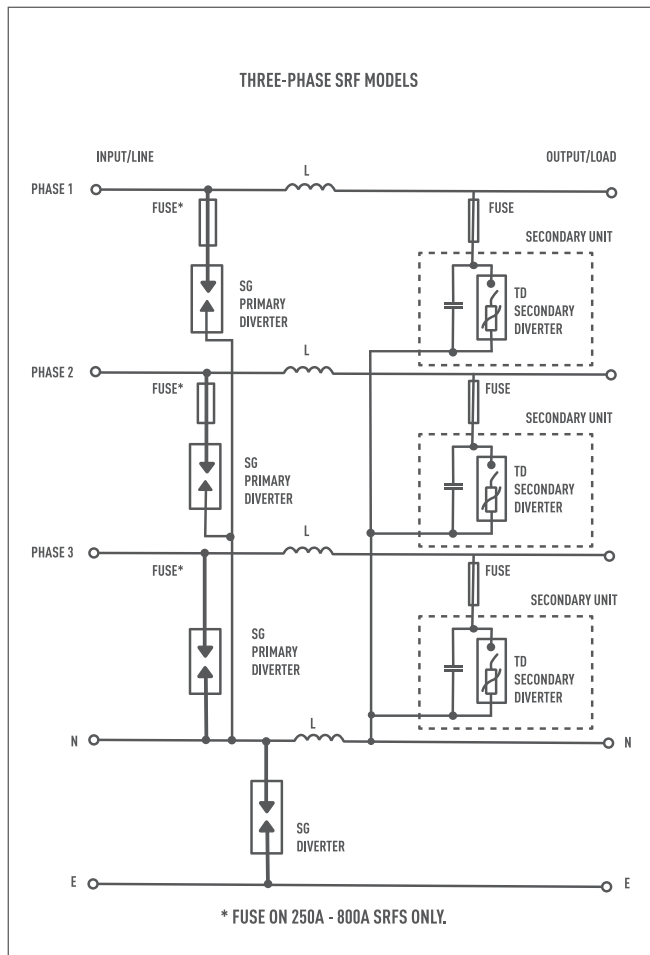 THREE-PHASE SRF MODELS
INPUT/LINE
L
OUTPUT/LOAD
PHASE 1
FUSE*
FUSE
SECONDARY UNIT
SG
PRIMARY
DIVERTER
TD
SECONDARY
DIVERTER
PHASE 2
L
FUSE*
FUSE
SECONDARY UNIT
SG
PRIMARY
DIVERTER
TD
SECONDARY
DIVERTER
PHASE 3
L
FUSE*
FUSE
SECONDARY UNIT
SG
PRIMARY
DIVERTER
TD
SECONDARY
DIVERTER
N
L
N
SG
DIVERTER
E
E
* FUSE ON 250A - 800A SRFS ONLY.